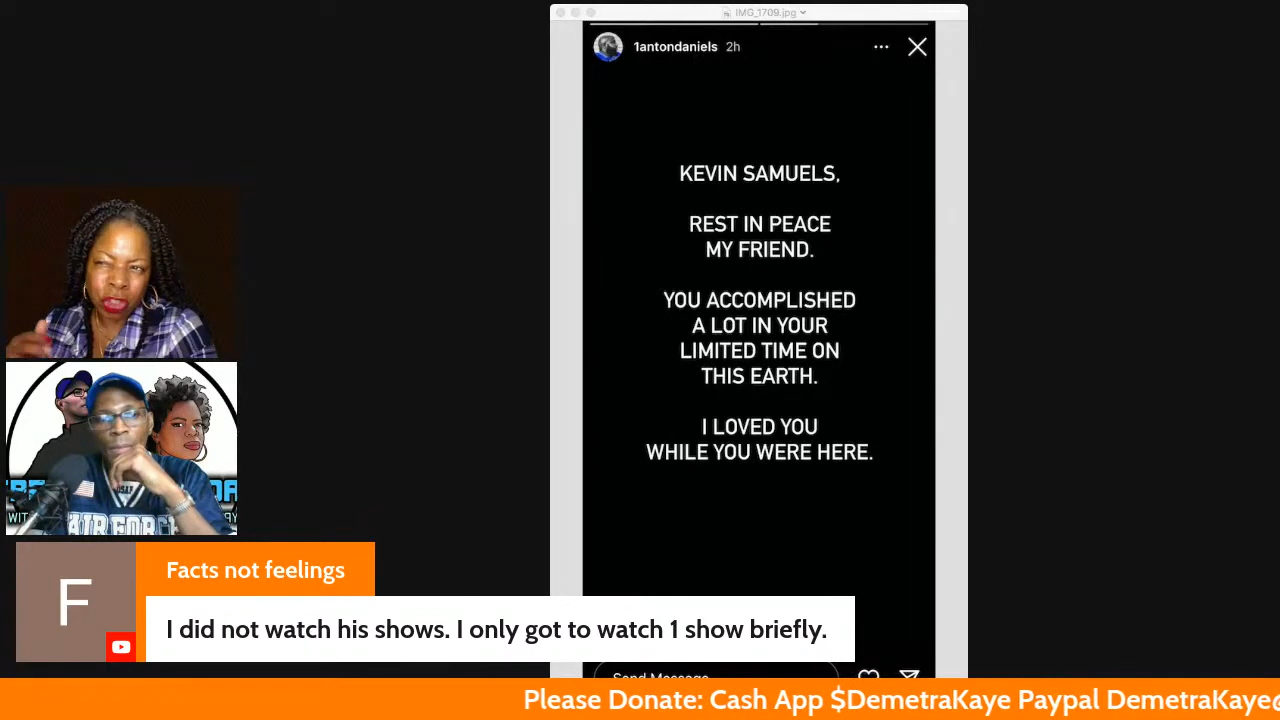 IMG_1709.jpg
1antondaniels 2h
KEVIN SAMUELS,
REST IN PEACE
MY FRIEND.
YOU ACCOMPLISHED
A LOT IN YOUR
LIMITED TIME ON
THIS EARTH.
I LOVED YOU
WHILE YOU WERE HERE.
AIR FORCE
F
Facts not feelings
I did not watch his shows. I only got to watch 1 show briefly.
Send Message
Please Donate: Cash App $DemetraKaye Paypal DemetraKaye